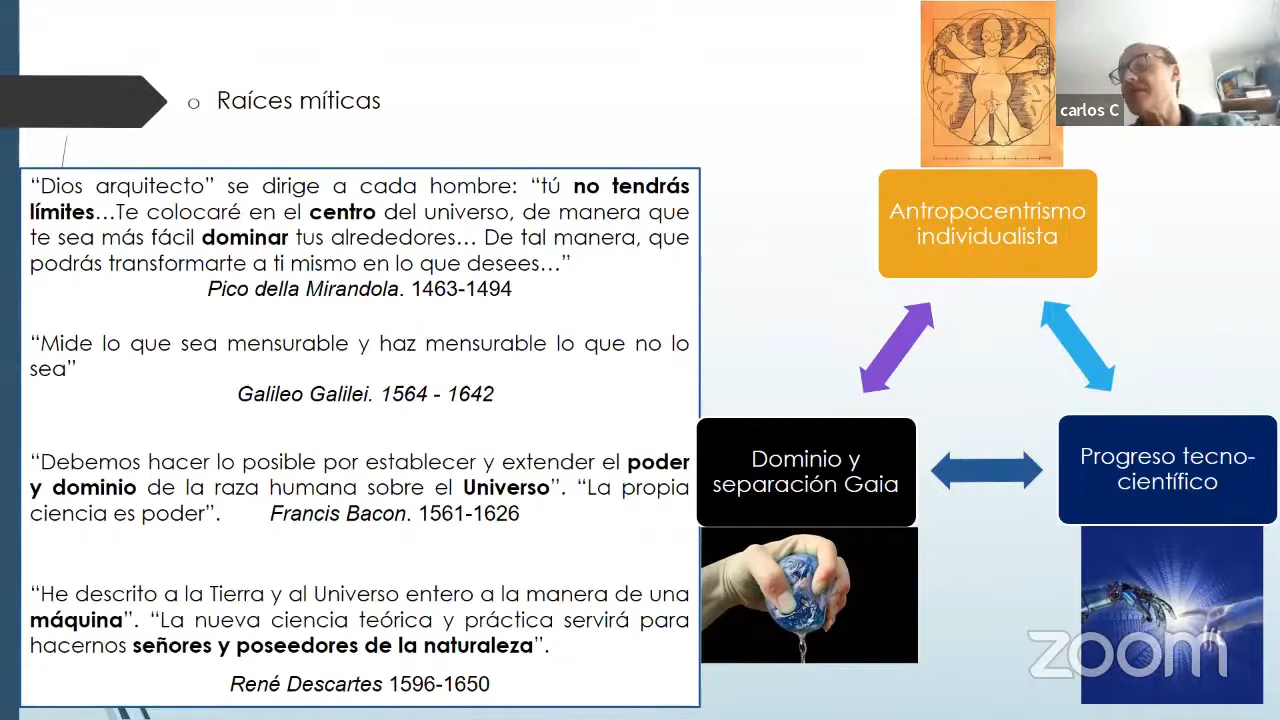 carlos C
○ Raíces míticas
“Dios arquitecto” se dirige a cada hombre: “tú no tendrás
límites…Te colocaré en el centro del universo, de manera que
te sea más fácil dominar tus alrededores… De tal manera, que
podrás transformarte a ti mismo en lo que desees…”
Pico della Mirandola. 1463-1494
“Mide lo que sea mensurable y haz mensurable lo que no lo
sea”
Galileo Galilei. 1564 - 1642
“Debemos hacer lo posible por establecer y extender el poder
y dominio de la raza humana sobre el Universo”. “La propia
ciencia es poder”. Francis Bacon. 1561-1626
“He descrito a la Tierra y al Universo entero a la manera de una
máquina”. “La nueva ciencia teórica y práctica servirá para
hacernos señores y poseedores de la naturaleza”.
René Descartes 1596-1650
Antropocentrismo
individualista
Dominio y
separación Gaia
Progreso tecno-
científico
zoom